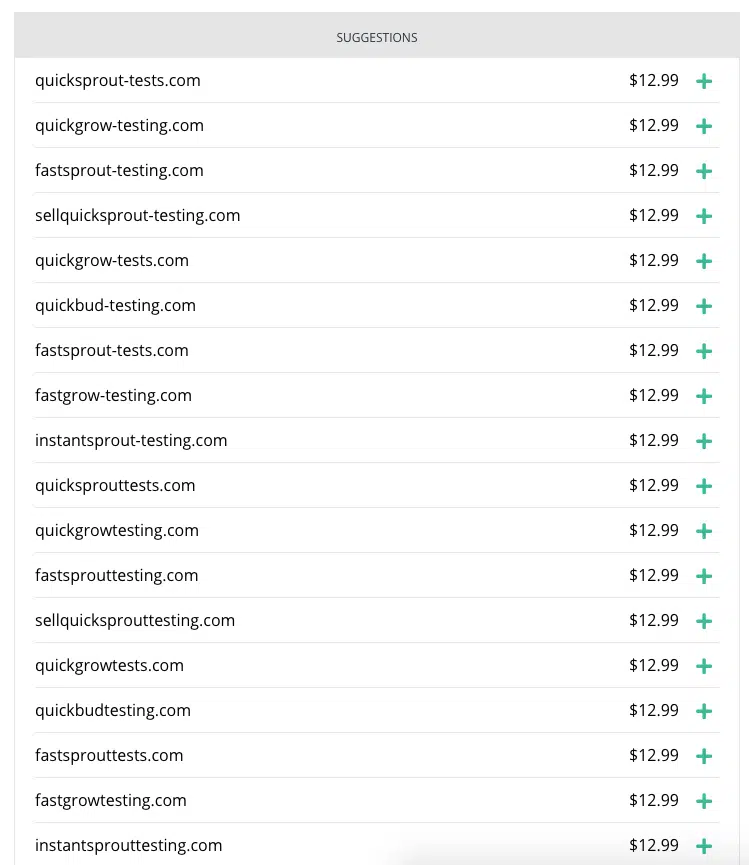 SUGGESTIONS
quicksprout-tests.com $12.99 +
quickgrow-testing.com $12.99 +
fastsprout-testing.com $12.99 +
sellquicksprout-testing.com $12.99 +
quickgrow-tests.com $12.99 +
quickbud-testing.com $12.99 +
fastsprout-tests.com $12.99 +
fastgrow-testing.com $12.99 +
instantsprout-testing.com $12.99 +
quicksprouttests.com $12.99 +
quickgrowtesting.com $12.99 +
fastsprouttesting.com $12.99 +
sellquicksprouttesting.com $12.99 +
quickgrowtests.com $12.99 +
quickbudtesting.com $12.99 +
fastsprouttests.com $12.99 +
fastgrowtesting.com $12.99 +
instantsprouttesting.com $12.99 +